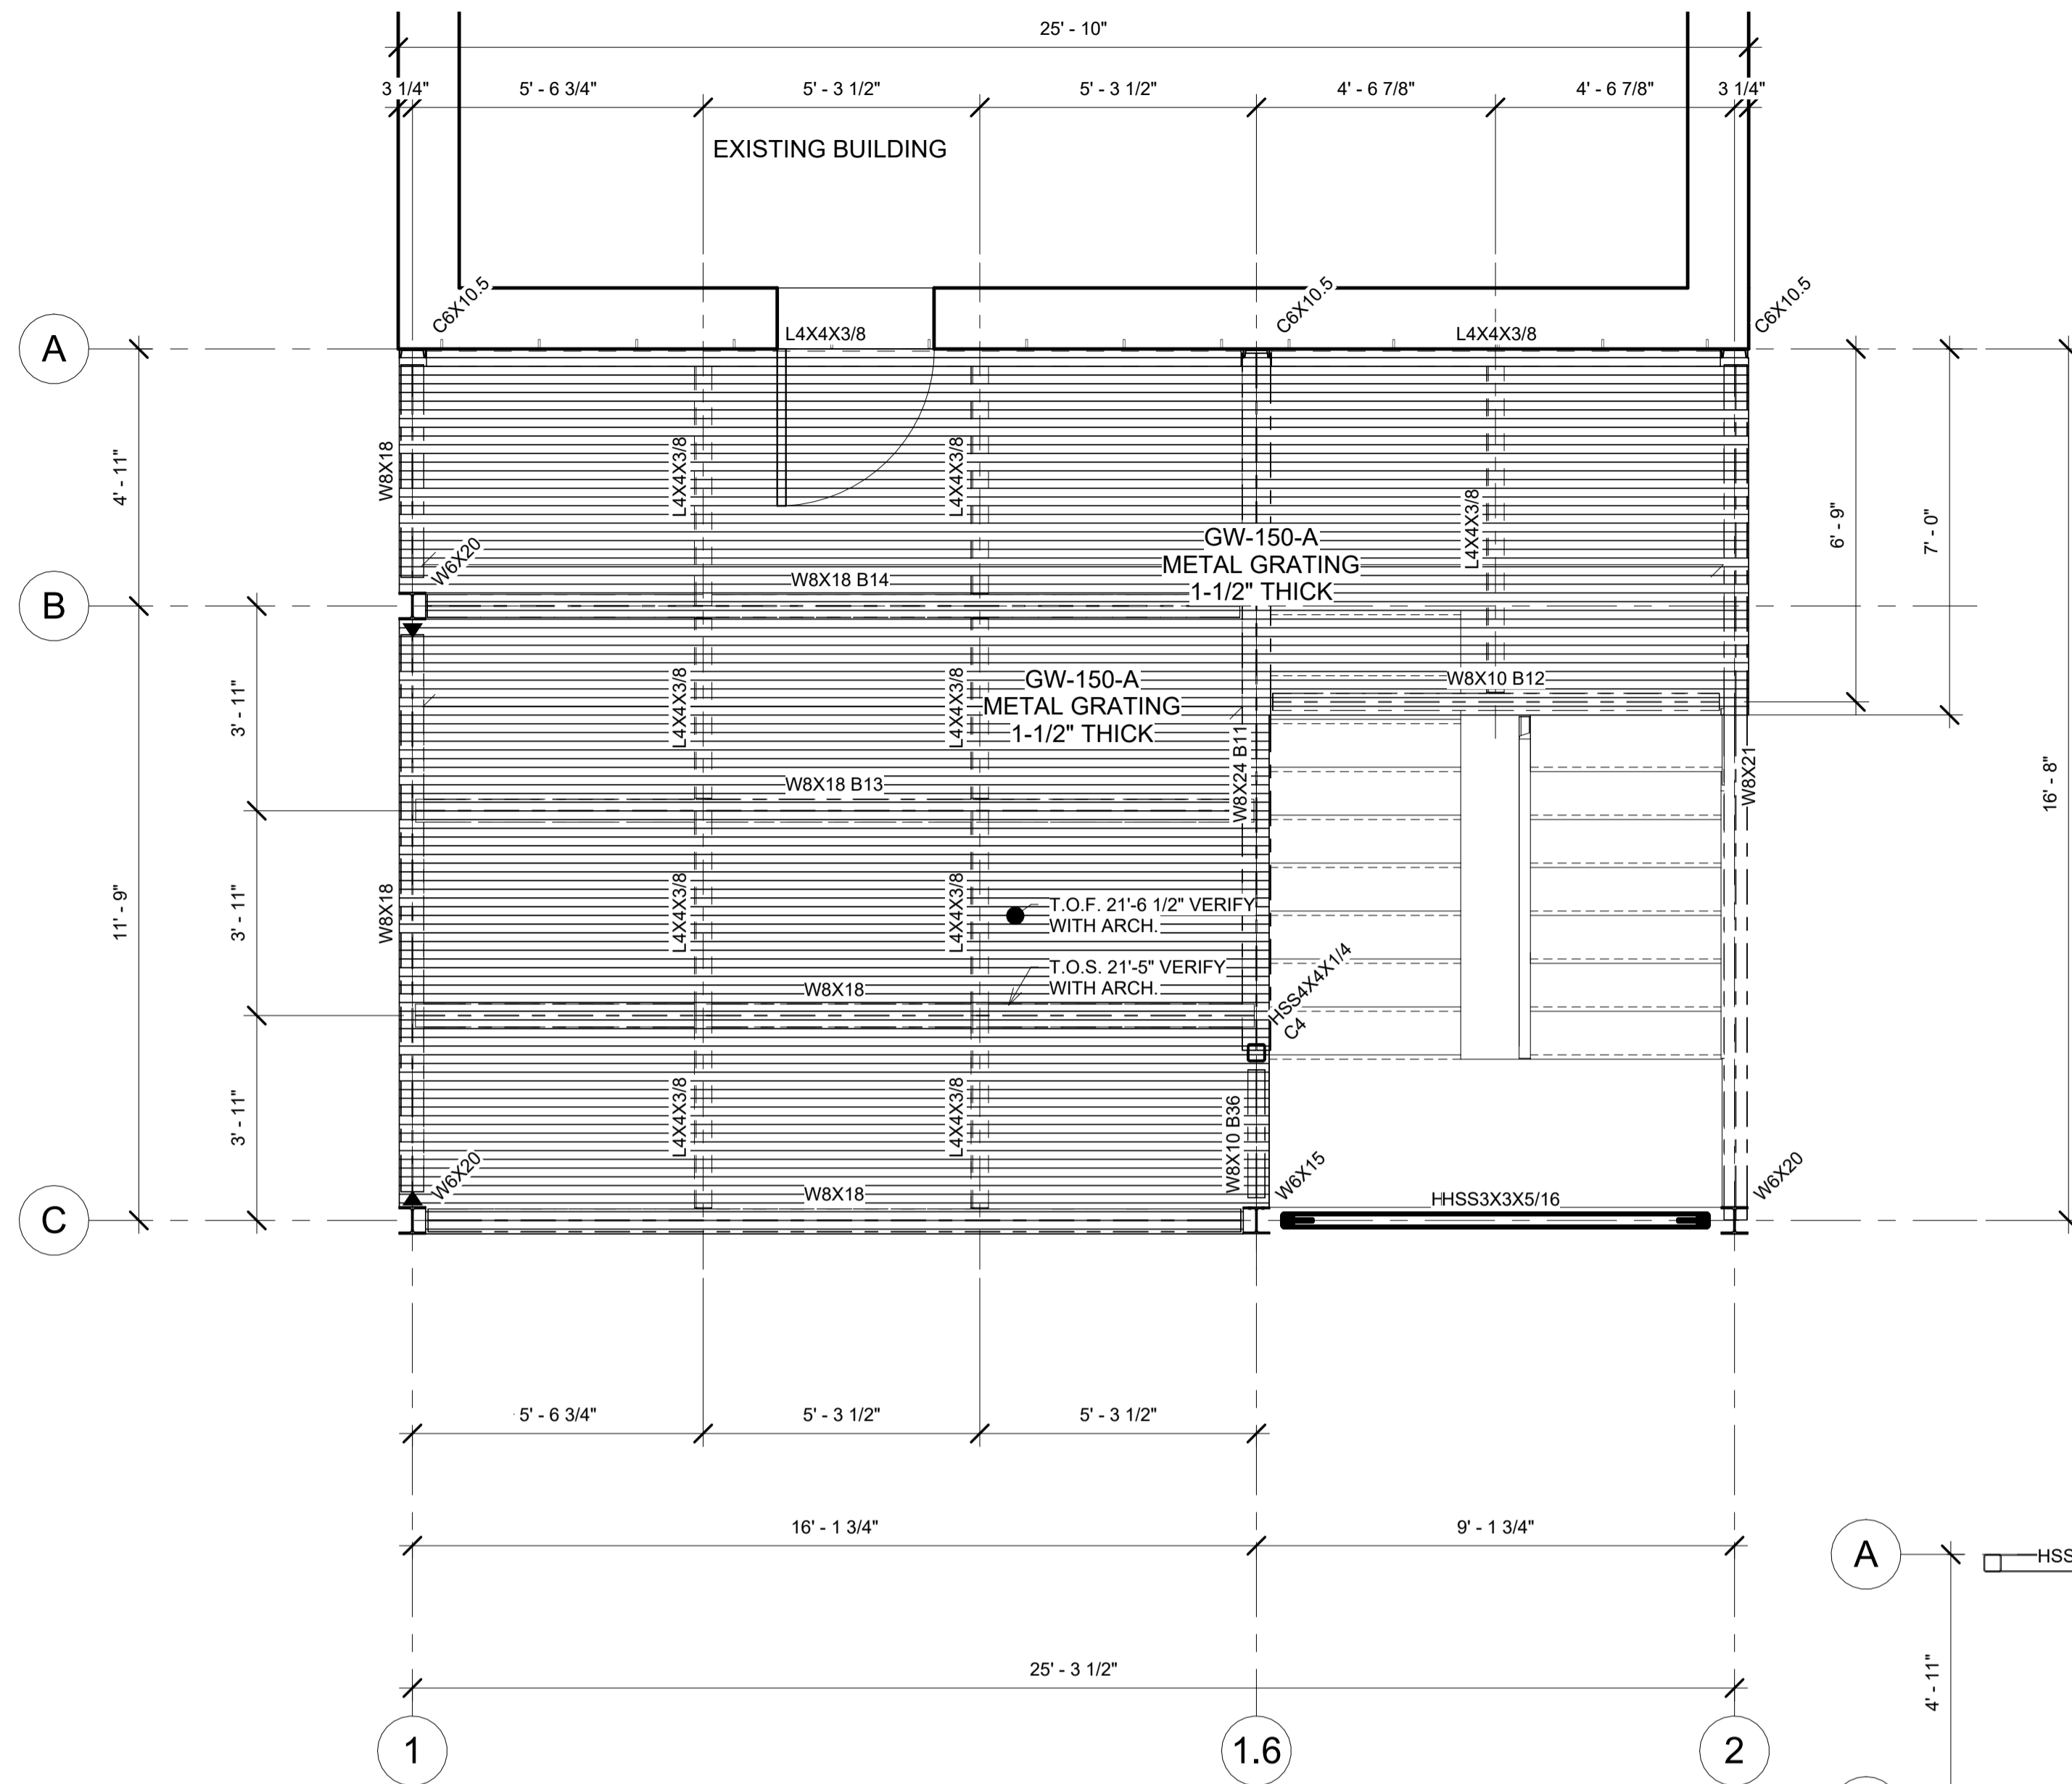 25' - 10"
3 1/4"
5' - 6 3/4"
5' - 3 1/2"
5' - 3 1/2"
4' - 6 7/8"
4' - 6 7/8"
3 1/4"
EXISTING BUILDING
C6X10.5
C6X10.5
C6X10.5
L4X4X3/8
L4X4X3/8
A
4' - 11"
W8X18
L4X4X3/8
L4X4X3/8
L4X4X3/8
6' - 9"
7' - 0"
GW-150-A
METAL GRATING
1-1/2" THICK
W6X20
W8X18 B14
B
3' - 11"
L4X4X3/8
L4X4X3/8
GW-150-A
METAL GRATING
1-1/2" THICK
W8X10 B12
W8X24 B11
W8X21
16' - 8"
W8X18 B13
11' - 9"
3' - 11"
W8X18
L4X4X3/8
L4X4X3/8
T.O.F. 21'-6 1/2" VERIFY
WITH ARCH.
T.O.S. 21'-5" VERIFY
WITH ARCH.
W8X18
HSS4X4X1/4
C4
3' - 11"
L4X4X3/8
L4X4X3/8
W8X10 B36
W6X20
W8X18
W6X15
HHSS3X3X5/16
W6X20
C
5' - 6 3/4"
5' - 3 1/2"
5' - 3 1/2"
16' - 1 3/4"
9' - 1 3/4"
A
HSS
25' - 3 1/2"
4' - 11"
1
1.6
2